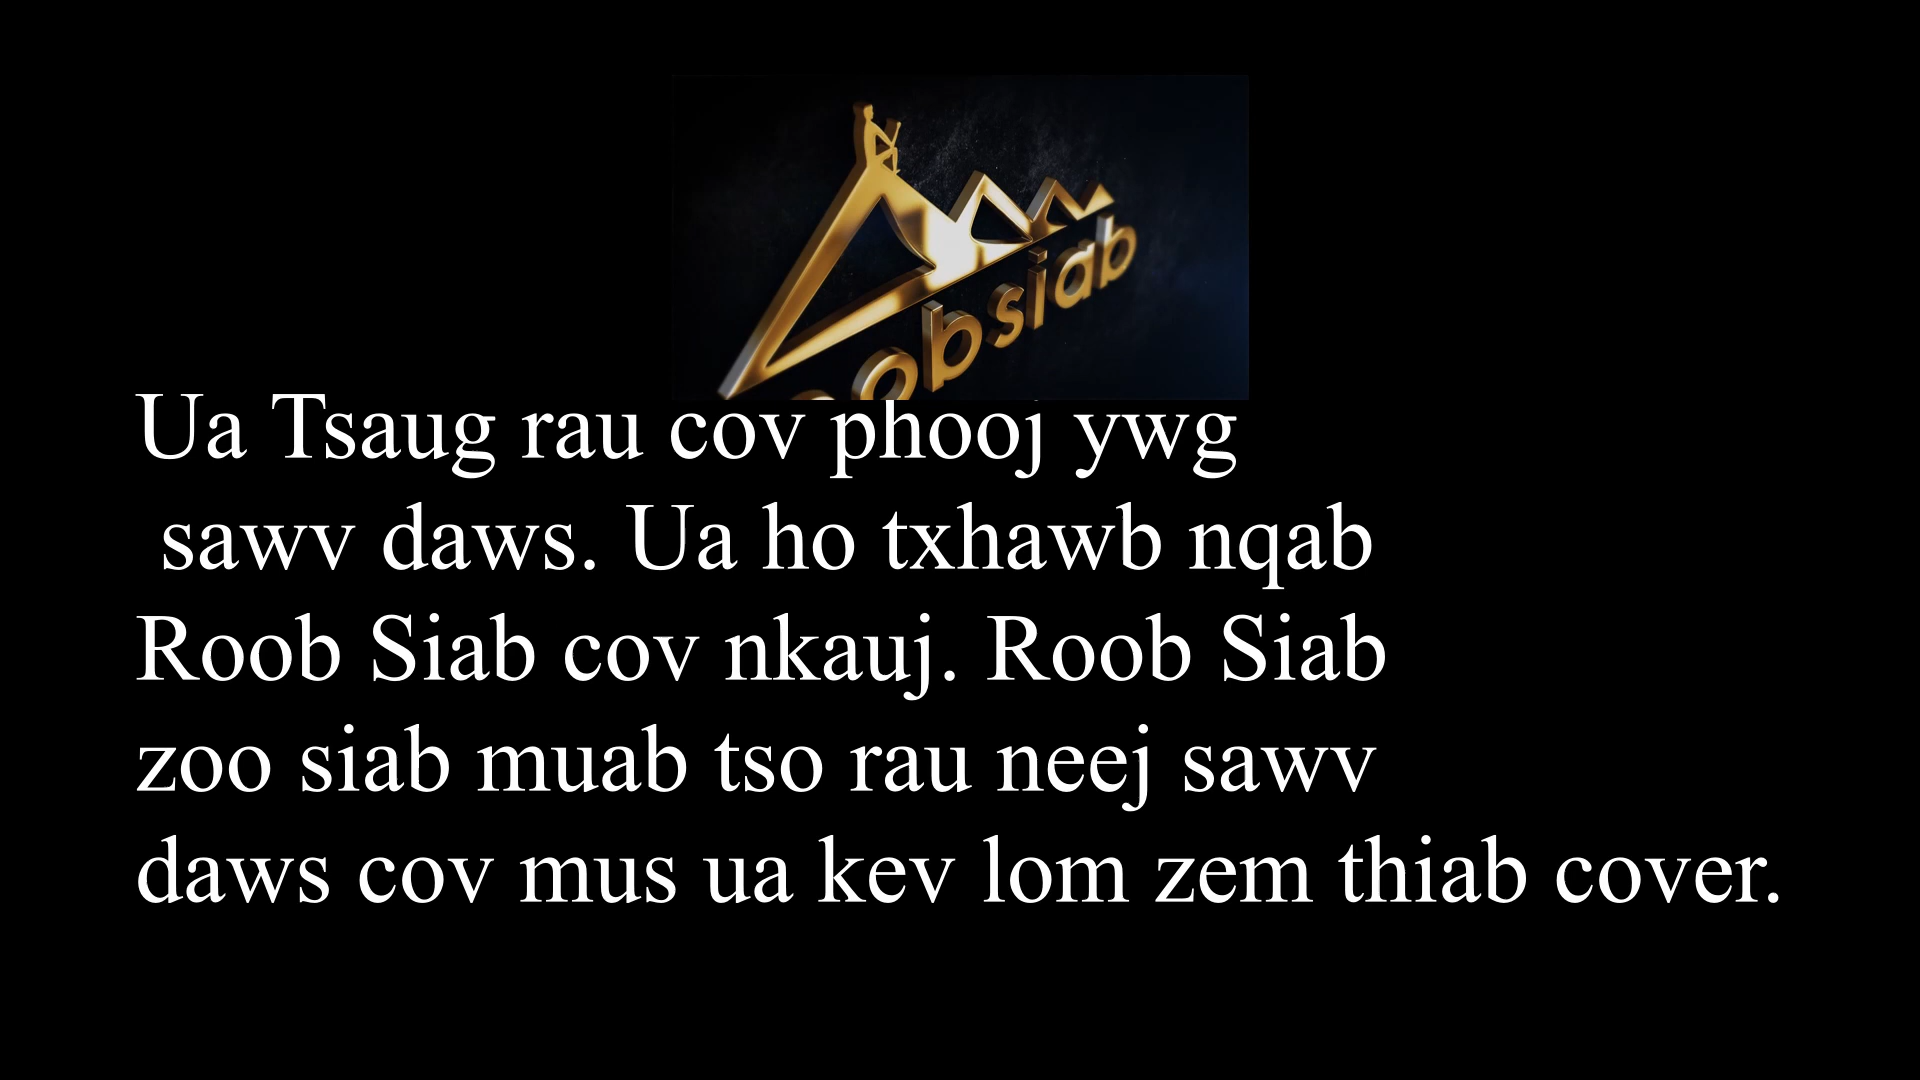 obsiab
Ua Tsaug rau cov phooj ywg
sawv daws. Ua ho txhawb nqab
Roob Siab cov nkauj. Roob Siab
zoo siab muab tso rau neej sawv
daws cov mus ua kev lom zem thiab cover.